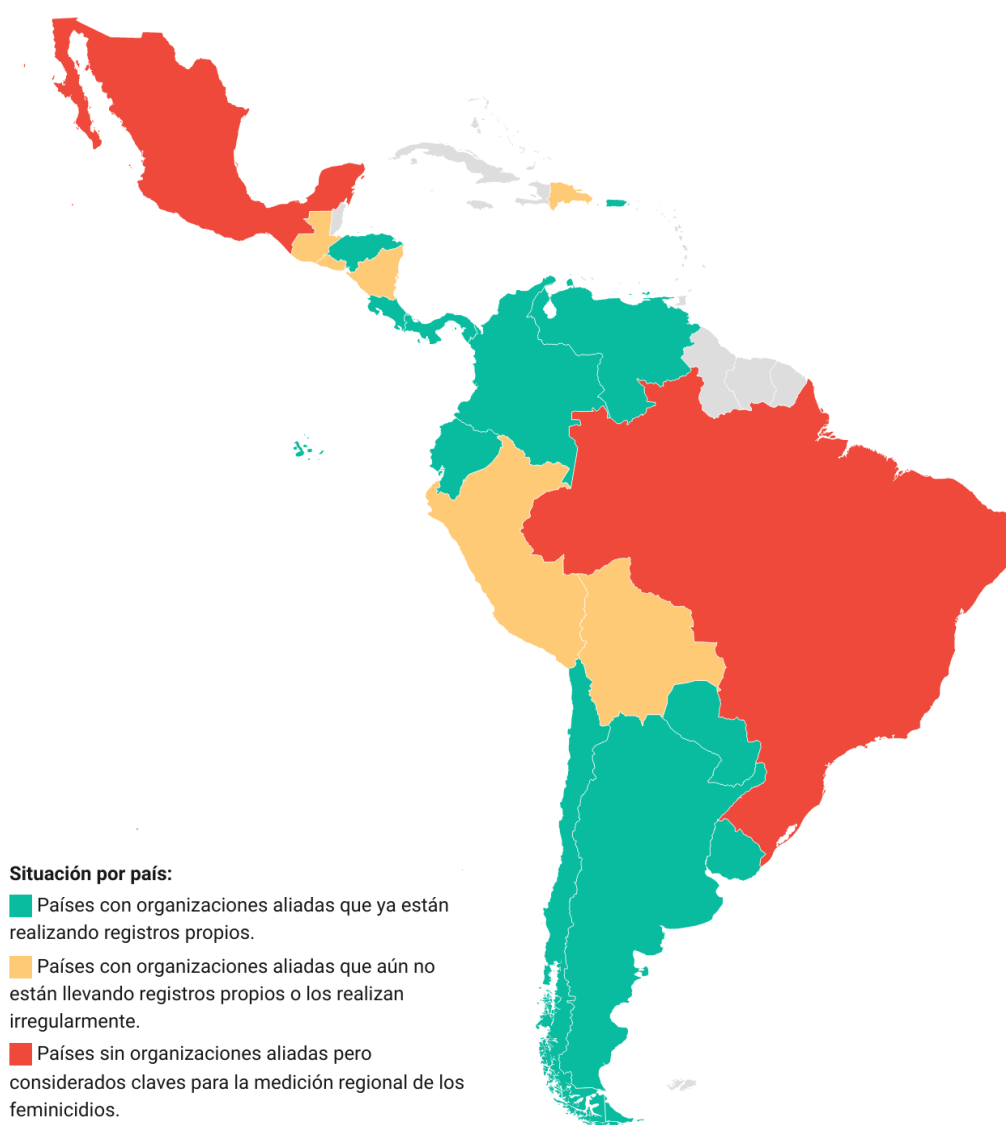 Situación por país:
Países con organizaciones aliadas que ya están
realizando registros propios.
Países con organizaciones aliadas que aún no
están llevando registros propios o los realizan
irregularmente.
Países sin organizaciones aliadas pero
considerados claves para la medición regional de los
feminicidios.